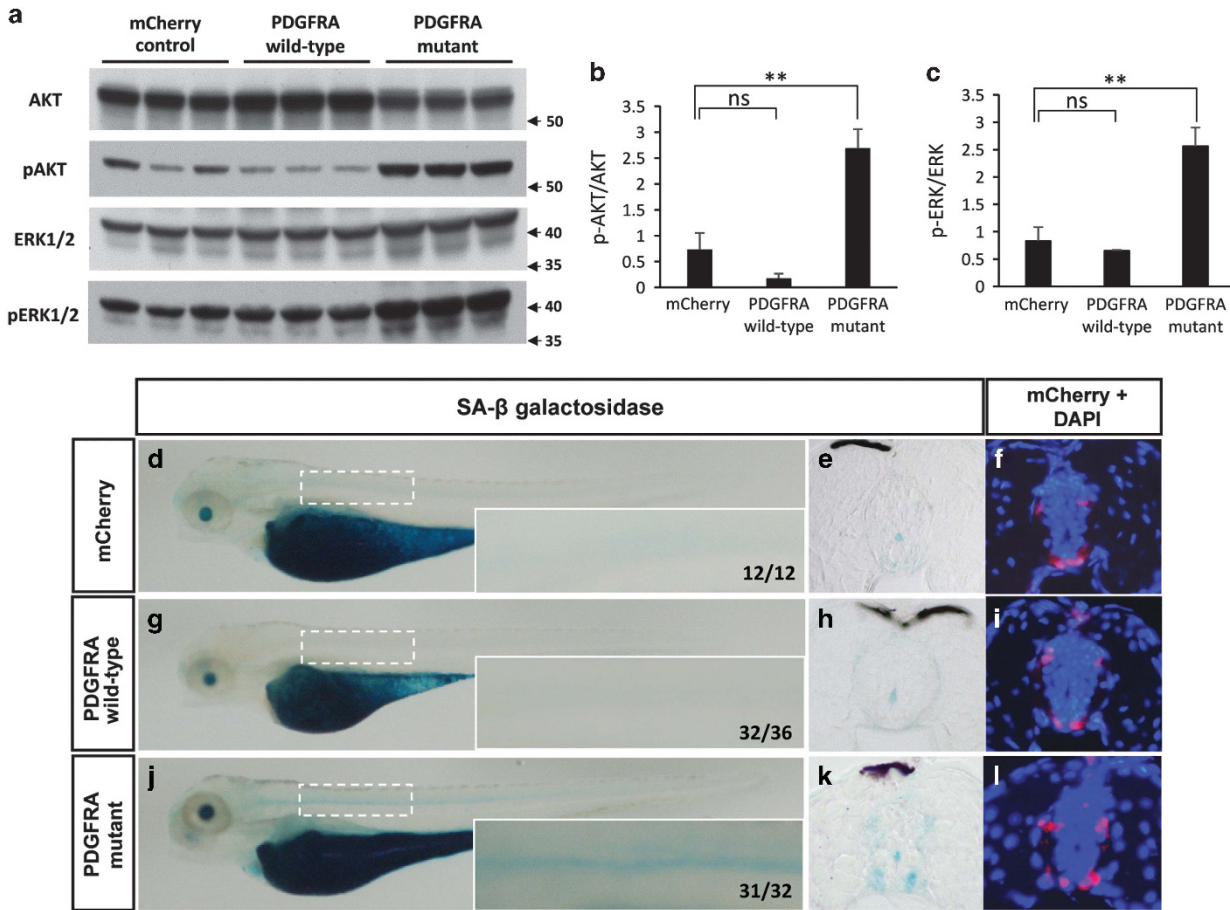 a
mCherry
control
PDGFRA
wild-type
PDGFRA
mutant
AKT
50
pAKT
50
ERK1/2
40
35
pERK1/2
40
35
b
**
ns
3.5
3
2.5
2
1.5
1
0.5
0
p-AKT/AKT
mCherry
PDGFRA
wild-type
PDGFRA
mutant
c
**
ns
3.5
3
2.5
2
1.5
1
0.5
0
p-ERK/ERK
mCherry
PDGFRA
wild-type
PDGFRA
mutant
SA-β galactosidase
mCherry +
DAPI
mCherry
d
12/12
e
f
PDGFRA
wild-type
g
32/36
h
i
PDGFRA
mutant
j
31/32
k
l